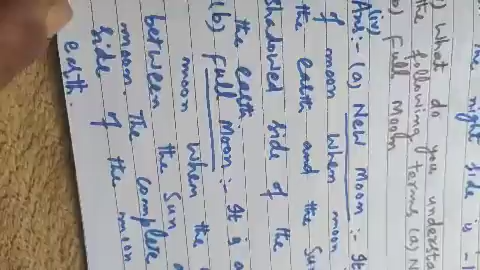 the night side is
) What do you understa
the following terms (a) N
b) Full Moon
(iv)
Ans:- (a) New Moon :- It
of moon when moon
the earth and the Su
shadowed side of the
the earth.
(b) Full Moon :- It is a
moon when the
between the Sun a
moon. The complete
side of the moon
earth.